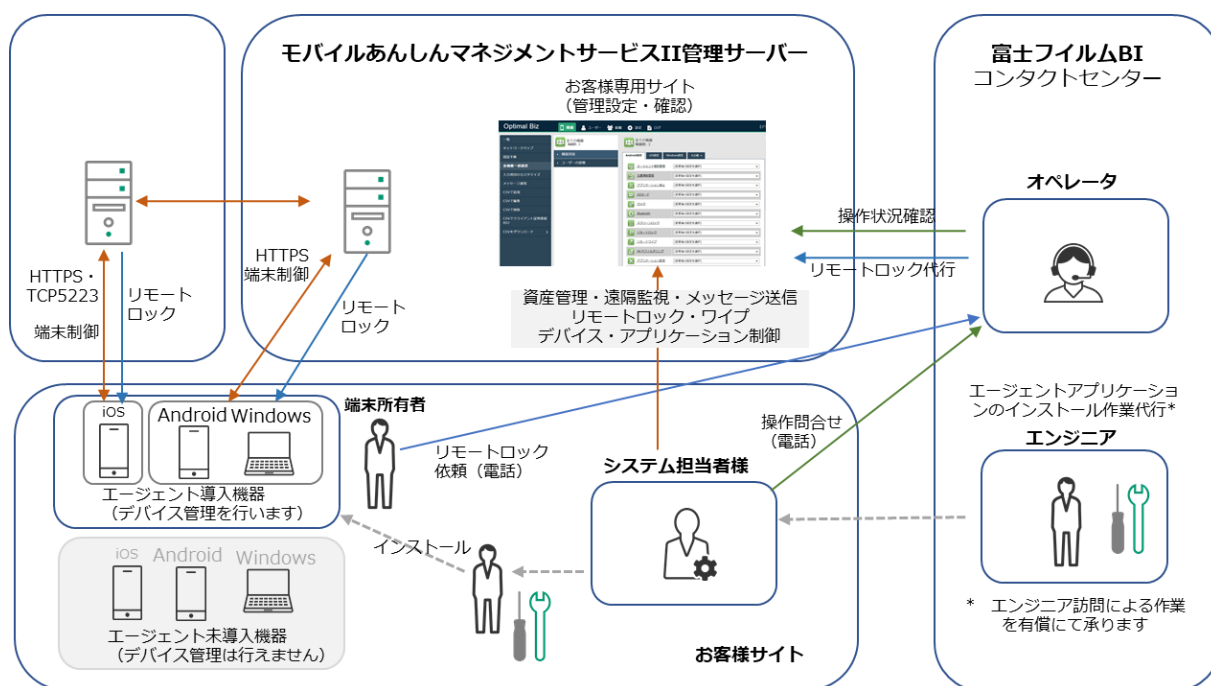 モバイルあんしんマネジメントサービスII管理サーバー
お客様専用サイト
（管理設定・確認）
Optimal Biz
富士フイルムBI
コンタクトセンター
オペレータ
操作状況確認
リモートロック代行
HTTPS・
TCP5223
端末制御
リモート
ロック
HTTPS
端末制御
リモート
ロック
資産管理・遠隔監視・メッセージ送信
リモートロック・ワイプ
デバイス・アプリケーション制御
iOS
Android
Windows
エージェント導入機器
（デバイス管理を行います）
端末所有者
リモートロック
依頼（電話）
操作問合せ
（電話）
システム担当者様
エージェントアプリケーショ
ンのインストール作業代行*
エンジニア
インストール
iOS
Android
Windows
エージェント未導入機器
（デバイス管理は行えません）
お客様サイト
* エンジニア訪問による作業
を有償にて承ります